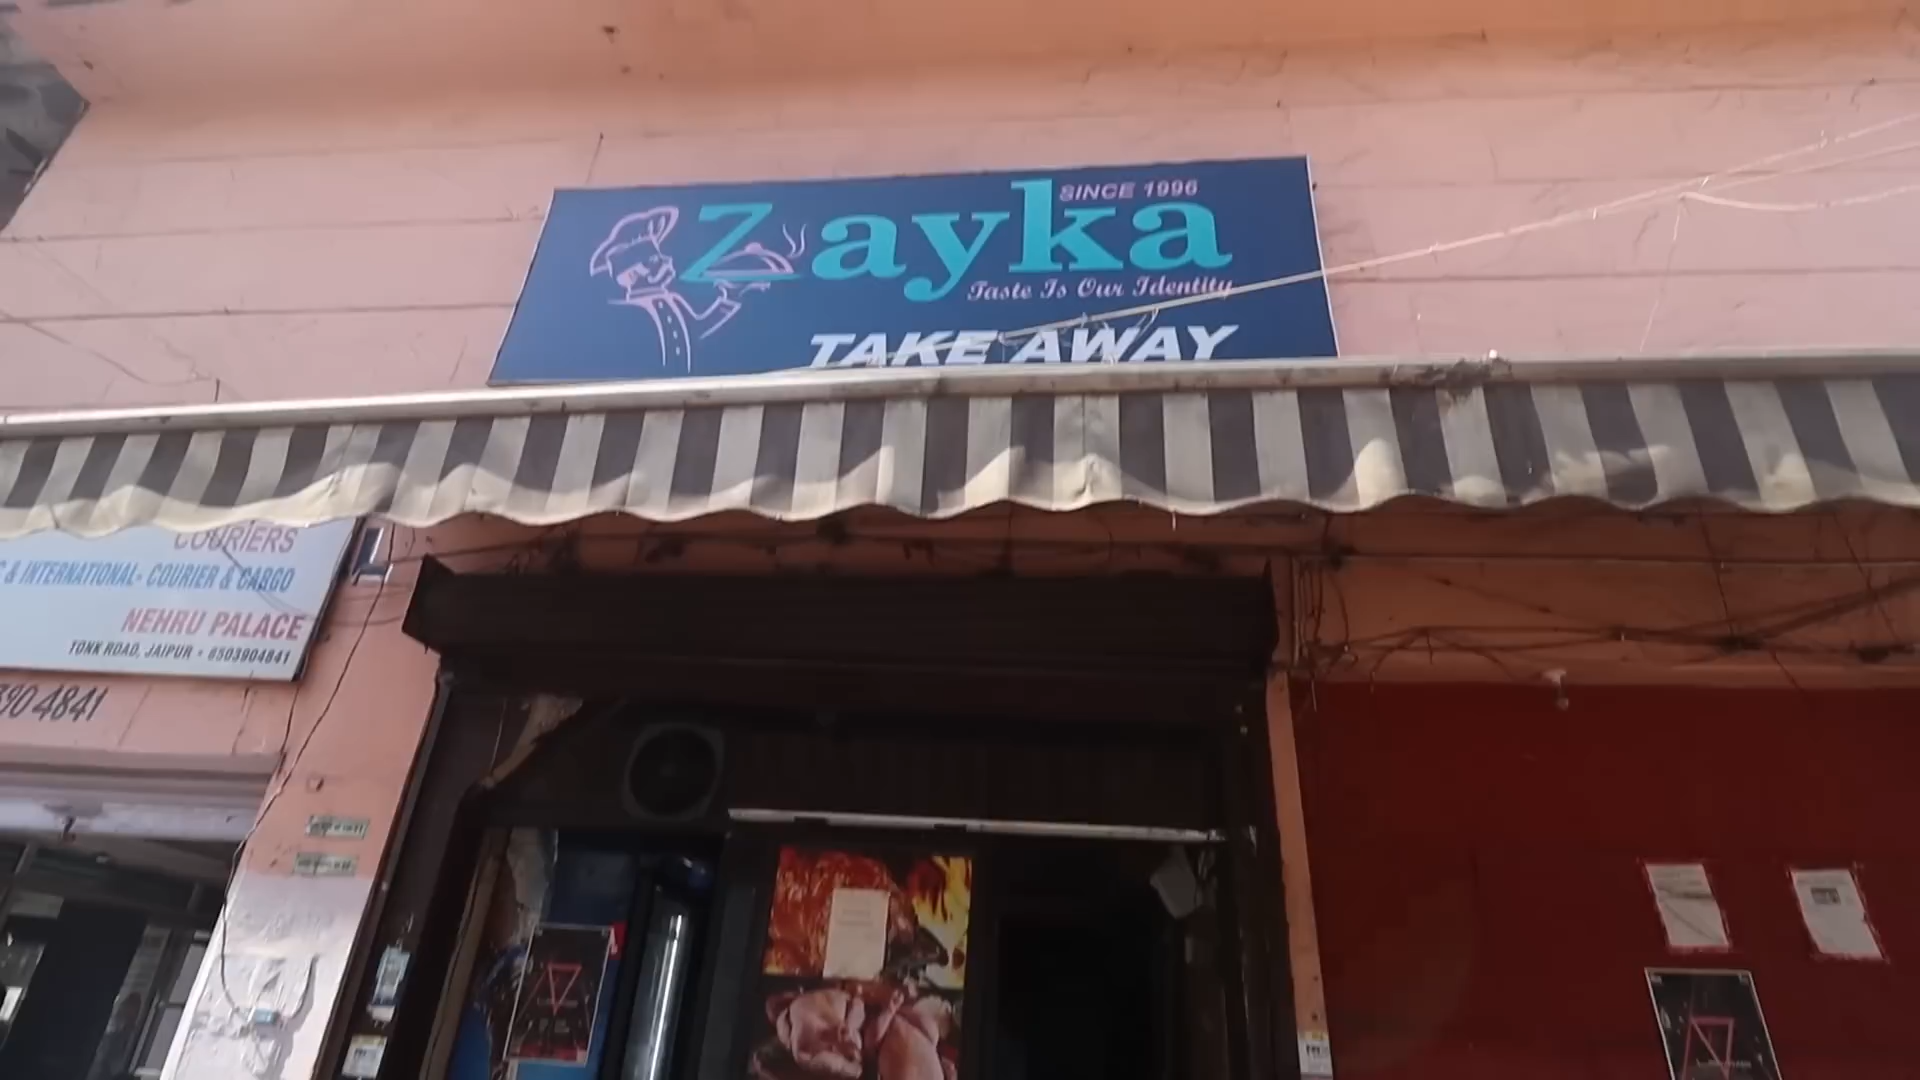 SINCE 1996
Zayka
Taste Is Our Identity
TAKE AWAY
COURIERS
& INTERNATIONAL- COURIER & CARGO
NEHRU PALACE
TONK ROAD, JAIPUR - 8503904841
390 4841